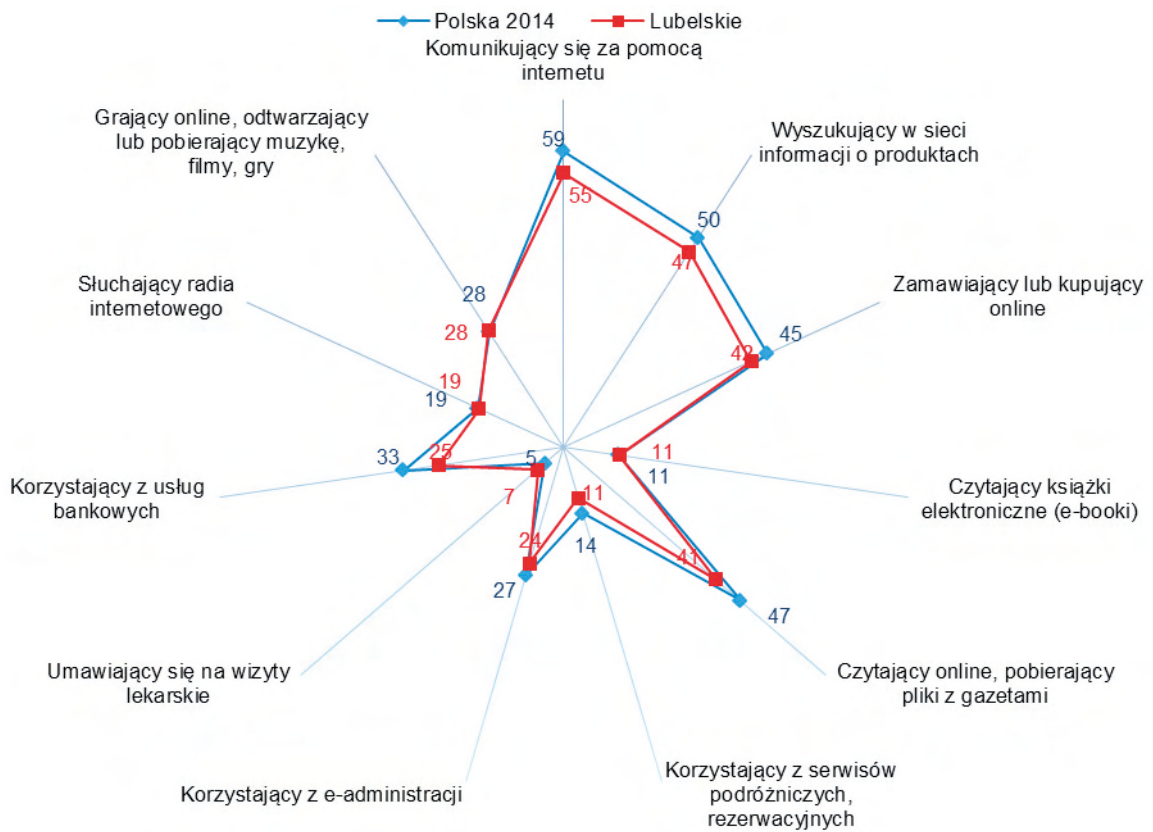 Polska 2014 Lubelskie
Komunikujący się za pomocą
internetu
Grający online, odtwarzający
lub pobierający muzykę,
filmy, gry
Wyszukujący w sieci
informacji o produktach
59
55
50
47
Słuchający radia
internetowego
Zamawiający lub kupujący
online
28
28
45
42
19
19
33
25
5
7
11
11
Korzystający z usług
bankowych
Czytający książki
elektroniczne (e-booki)
11
14
24
27
41
47
Umawiający się na wizyty
lekarskie
Czytający online, pobierający
pliki z gazetami
Korzystający z e-administracji
Korzystający z serwisów
podróżniczych,
rezerwacyjnych